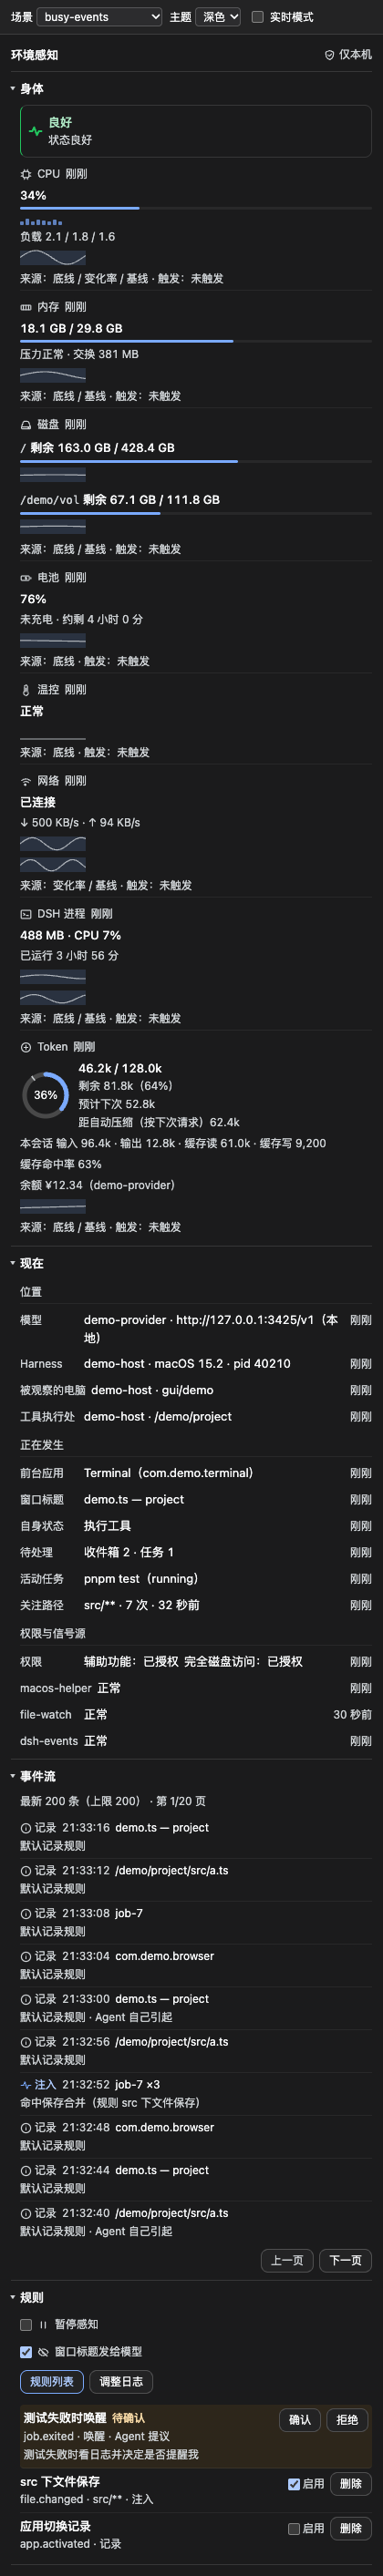 场景 busy-events 主题 深色 实时模式
环境感知 仅本机
身体
良好
状态良好
CPU 刚刚
34%
负载 2.1 / 1.8 / 1.6
来源：底线 / 变化率 / 基线 · 触发：未触发
内存 刚刚
18.1 GB / 29.8 GB
压力正常 · 交换 381 MB
来源：底线 / 基线 · 触发：未触发
磁盘 刚刚
/ 剩余 163.0 GB / 428.4 GB
/demo/vol 剩余 67.1 GB / 111.8 GB
来源：底线 / 基线 · 触发：未触发
电池 刚刚
76%
未充电 · 约剩 4 小时 0 分
来源：底线 · 触发：未触发
温控 刚刚
正常
来源：底线 · 触发：未触发
网络 刚刚
已连接
↓ 500 KB/s · ↑ 94 KB/s
来源：变化率 / 基线 · 触发：未触发
DSH 进程 刚刚
488 MB · CPU 7%
已运行 3 小时 56 分
来源：底线 / 基线 · 触发：未触发
Token 刚刚
36%
46.2k / 128.0k
剩余 81.8k（64%）
预计下次 52.8k
距自动压缩（按下次请求）62.4k
本会话 输入 96.4k · 输出 12.8k · 缓存读 61.0k · 缓存写 9,200
缓存命中率 63%
余额 ¥12.34（demo-provider）
来源：底线 / 基线 · 触发：未触发
现在
位置
模型 demo-provider · http://127.0.0.1:3425/v1（本地） 刚刚
Harness demo-host · macOS 15.2 · pid 40210 刚刚
被观察的电脑 demo-host · gui/demo 刚刚
工具执行处 demo-host · /demo/project 刚刚
正在发生
前台应用 Terminal（com.demo.terminal） 刚刚
窗口标题 demo.ts — project 刚刚
自身状态 执行工具 刚刚
待处理 收件箱 2 · 任务 1 刚刚
活动任务 pnpm test（running） 刚刚
关注路径 src/** · 7 次 · 32 秒前 刚刚
权限与信号源
权限 辅助功能：已授权 完全磁盘访问：已授权 刚刚
macos-helper 正常 刚刚
file-watch 正常 30 秒前
dsh-events 正常 刚刚
事件流
最新 200 条（上限 200） · 第 1/20 页
记录 21:33:16 demo.ts — project
默认记录规则
记录 21:33:12 /demo/project/src/a.ts
默认记录规则
记录 21:33:08 job-7
默认记录规则
记录 21:33:04 com.demo.browser
默认记录规则
记录 21:33:00 demo.ts — project
默认记录规则 · Agent 自己引起
记录 21:32:56 /demo/project/src/a.ts
默认记录规则
注入 21:32:52 job-7 ×3
命中保存合并（规则 src 下文件保存）
记录 21:32:48 com.demo.browser
默认记录规则
记录 21:32:44 demo.ts — project
默认记录规则
记录 21:32:40 /demo/project/src/a.ts
默认记录规则 · Agent 自己引起
上一页 下一页
规则
暂停感知
窗口标题发给模型
规则列表 调整日志
测试失败时唤醒 待确认 确认 拒绝
job.exited · 唤醒 · Agent 提议
测试失败时看日志并决定是否提醒我
src 下文件保存 启用 删除
file.changed · src/** · 注入
应用切换记录 启用 删除
app.activated · 记录